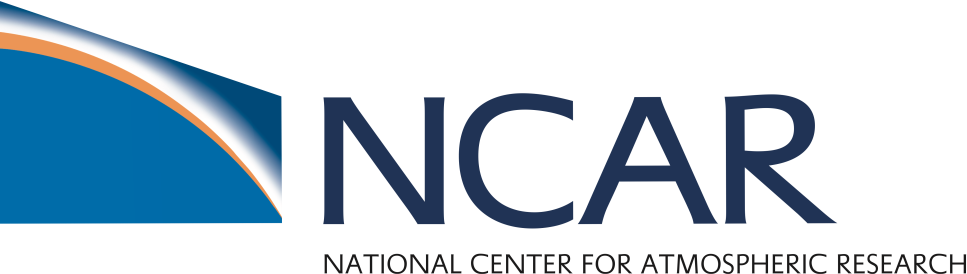 NCAR
NATIONAL CENTER FOR ATMOSPHERIC RESEARCH